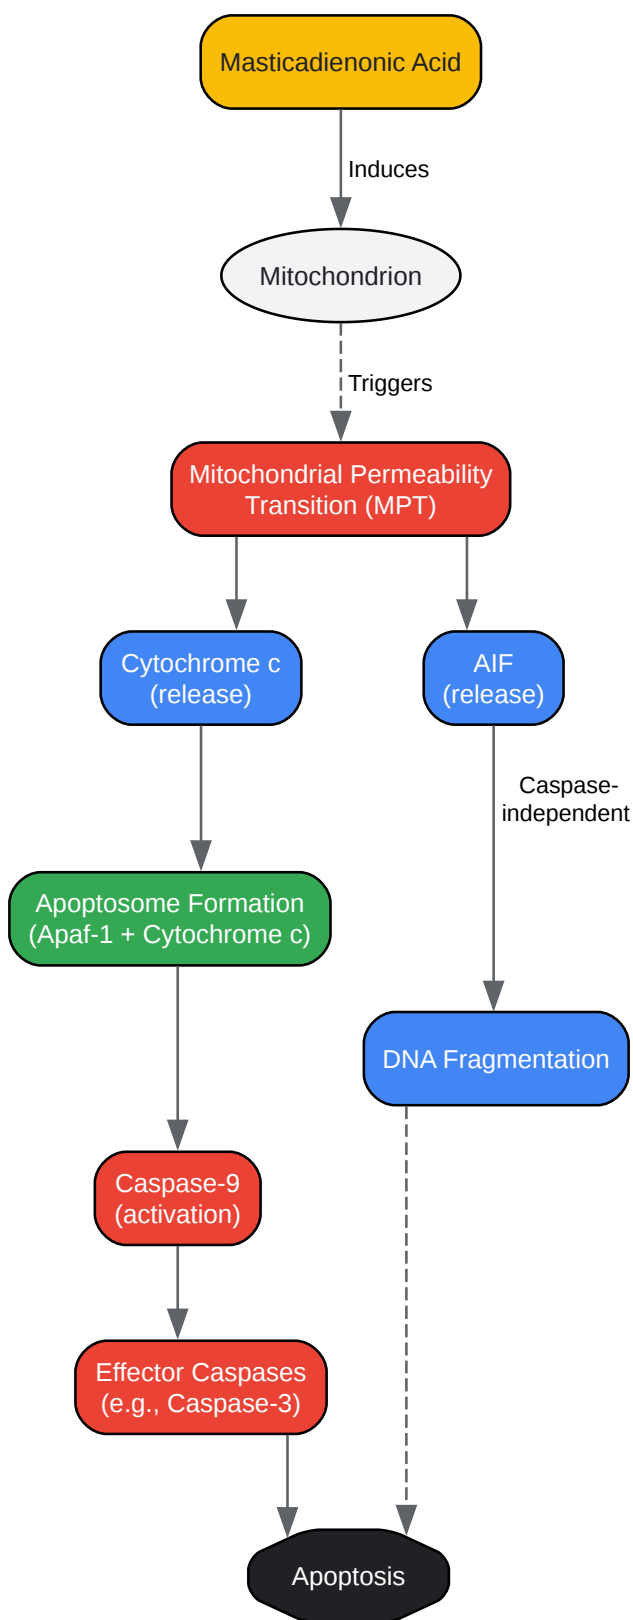 Masticadienonic Acid
Induces
Mitochondrion
Triggers
Mitochondrial Permeability
Transition (MPT)
Cytochrome c
(release)
AIF
(release)
Caspase-
independent
Apoptosome Formation
(Apaf-1 + Cytochrome c)
DNA Fragmentation
Caspase-9
(activation)
Effector Caspases
(e.g., Caspase-3)
Apoptosis